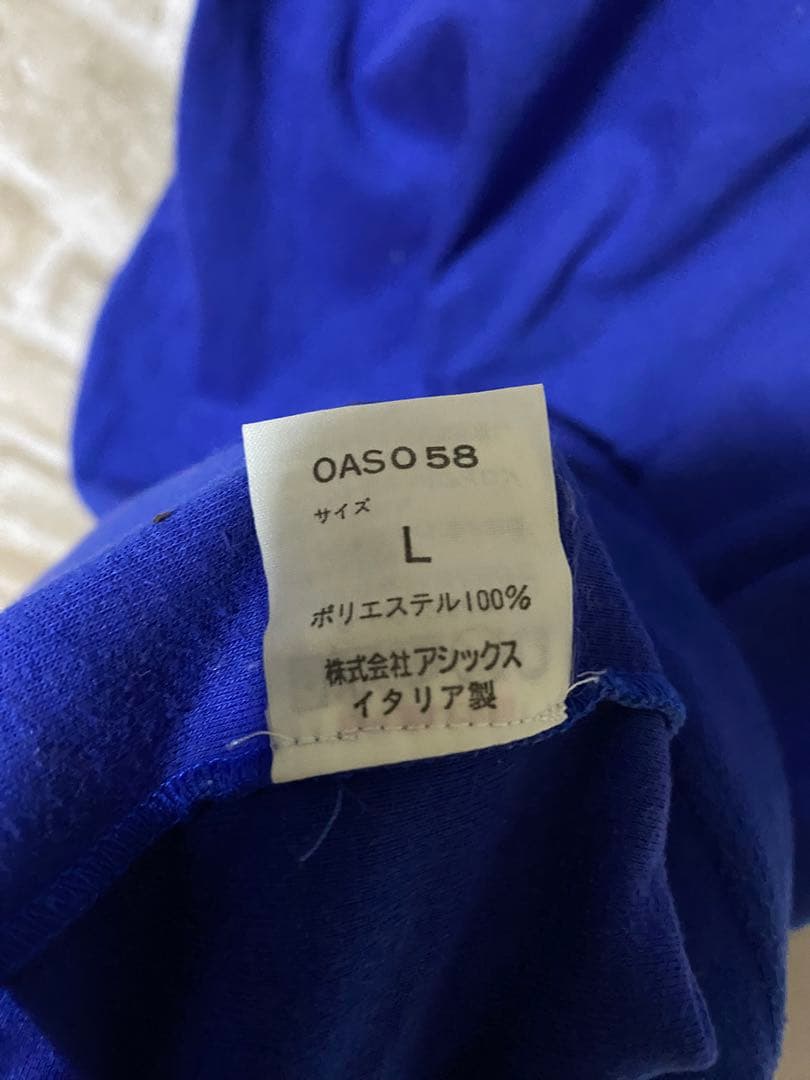 OASO58
サイズ
L
ポリエステル100%
株式会社アシックス
イタリア製